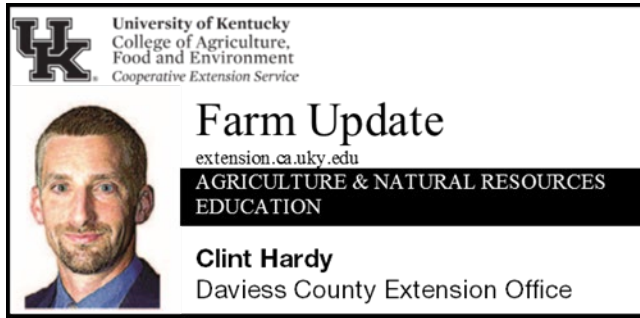 UK
University of Kentucky
College of Agriculture,
Food and Environment
Cooperative Extension Service
Farm Update
extension.ca.uky.edu
AGRICULTURE & NATURAL RESOURCES
EDUCATION
Clint Hardy
Daviess County Extension Office